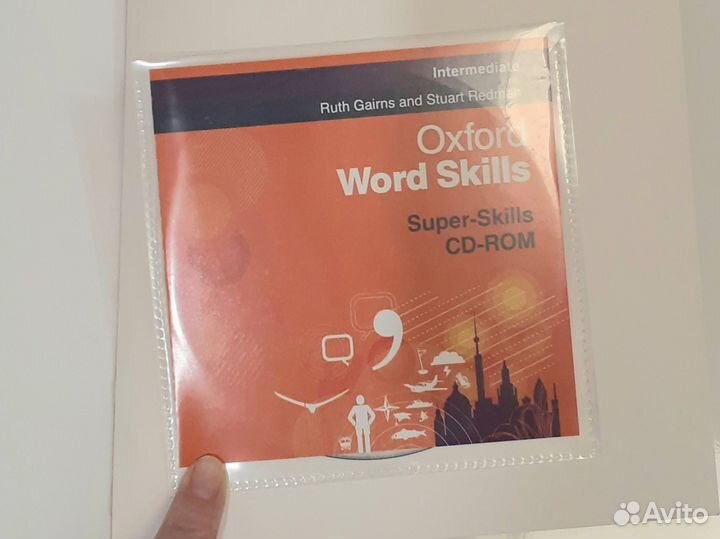 Intermediate
Ruth Gairns and Stuart Redman
Oxford
Word Skills
Super-Skills
CD-ROM
Avito